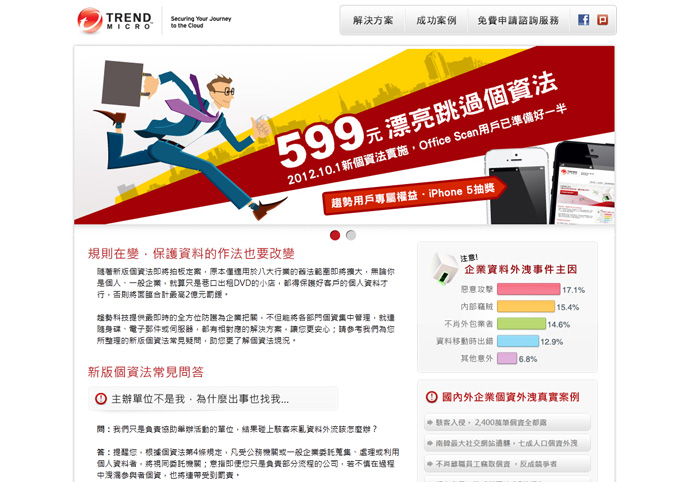 TREND
MICRO
Securing Your Journey
to the Cloud
解決方案
成功案例
免費申請諮詢服務
599元 漂亮跳過個資法
2012.10.1新個資法實施，Office Scan用戶已準備好一半
趨勢用戶專屬權益‧iPhone 5抽獎
規則在變，保護資料的作法也要改變
隨著新版個資法即將拍板定案，原本僅適用於八大行業的舊法範圍即將擴大，無論你
是個人、一般企業，就算只是巷口出租DVD的小店，都得保護好客戶的個人資料才
行，否則將面臨合計最高2億元罰鍰。
趨勢科技提供最即時的全方位防護為企業把關，不但能將各部門個資集中管理，就連
隨身碟、電子郵件或伺服器，都有相對應的解決方案，讓您更安心；請參考我們為您
所整理的新版個資法常見疑問，助您更了解個資法現況。
新版個資法常見問答
主辦單位不是我，為什麼出事也找我...
問：我們只是負責協助舉辦活動的單位，結果碰上駭客來亂資料外流該怎麼辦？
答：提醒您，根據個資法第4條規定，凡受公務機關或一般企業委託蒐集、處理或利用
個人資料者，將視同委託機關；意指即便您只是負責部分流程的公司，若不慎在過程
中洩漏參與者個資，也將連帶受到罰責。
注意!
企業資料外洩事件主因
惡意攻擊 17.1%
內部竊賊 15.4%
不肖外包業者 14.6%
資料移動時出錯 12.9%
其他意外 6.8%
國內外企業個資外洩真實案例
駭客入侵，2,400萬筆個資全都露
南韓最大社交網站遭駭，七成人口個資外洩
不肖離職員工竊取個資，反成競爭者